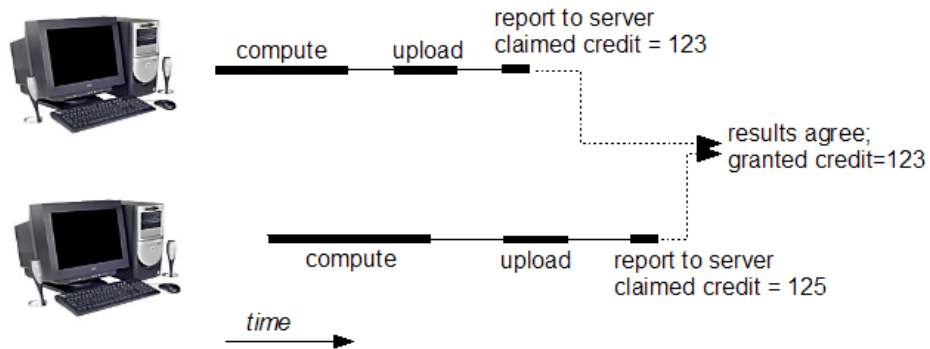 report to server
claimed credit = 123
compute
upload
results agree;
granted credit=123
compute
upload
report to server
claimed credit = 125
time